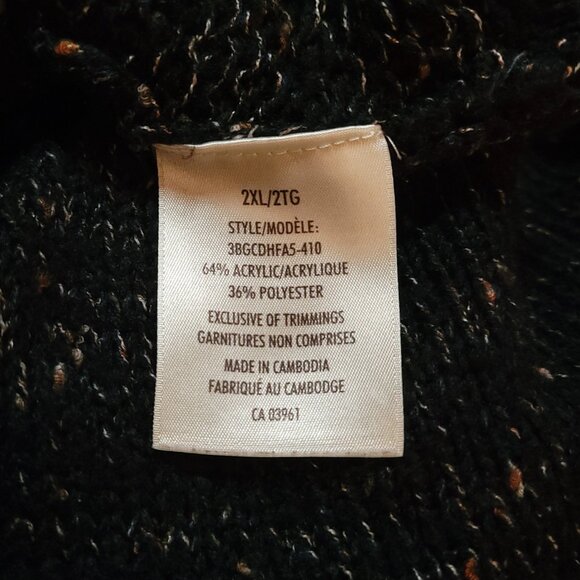 2XL/2TG
STYLE/MODÈLE:
3BGCDHFA5-410
64% ACRYLIC/ACRYLIQUE
36% POLYESTER
EXCLUSIVE OF TRIMMINGS
GARNITURES NON COMPRISES
MADE IN CAMBODIA
FABRIQUÉ AU CAMBODGE
CA 03961